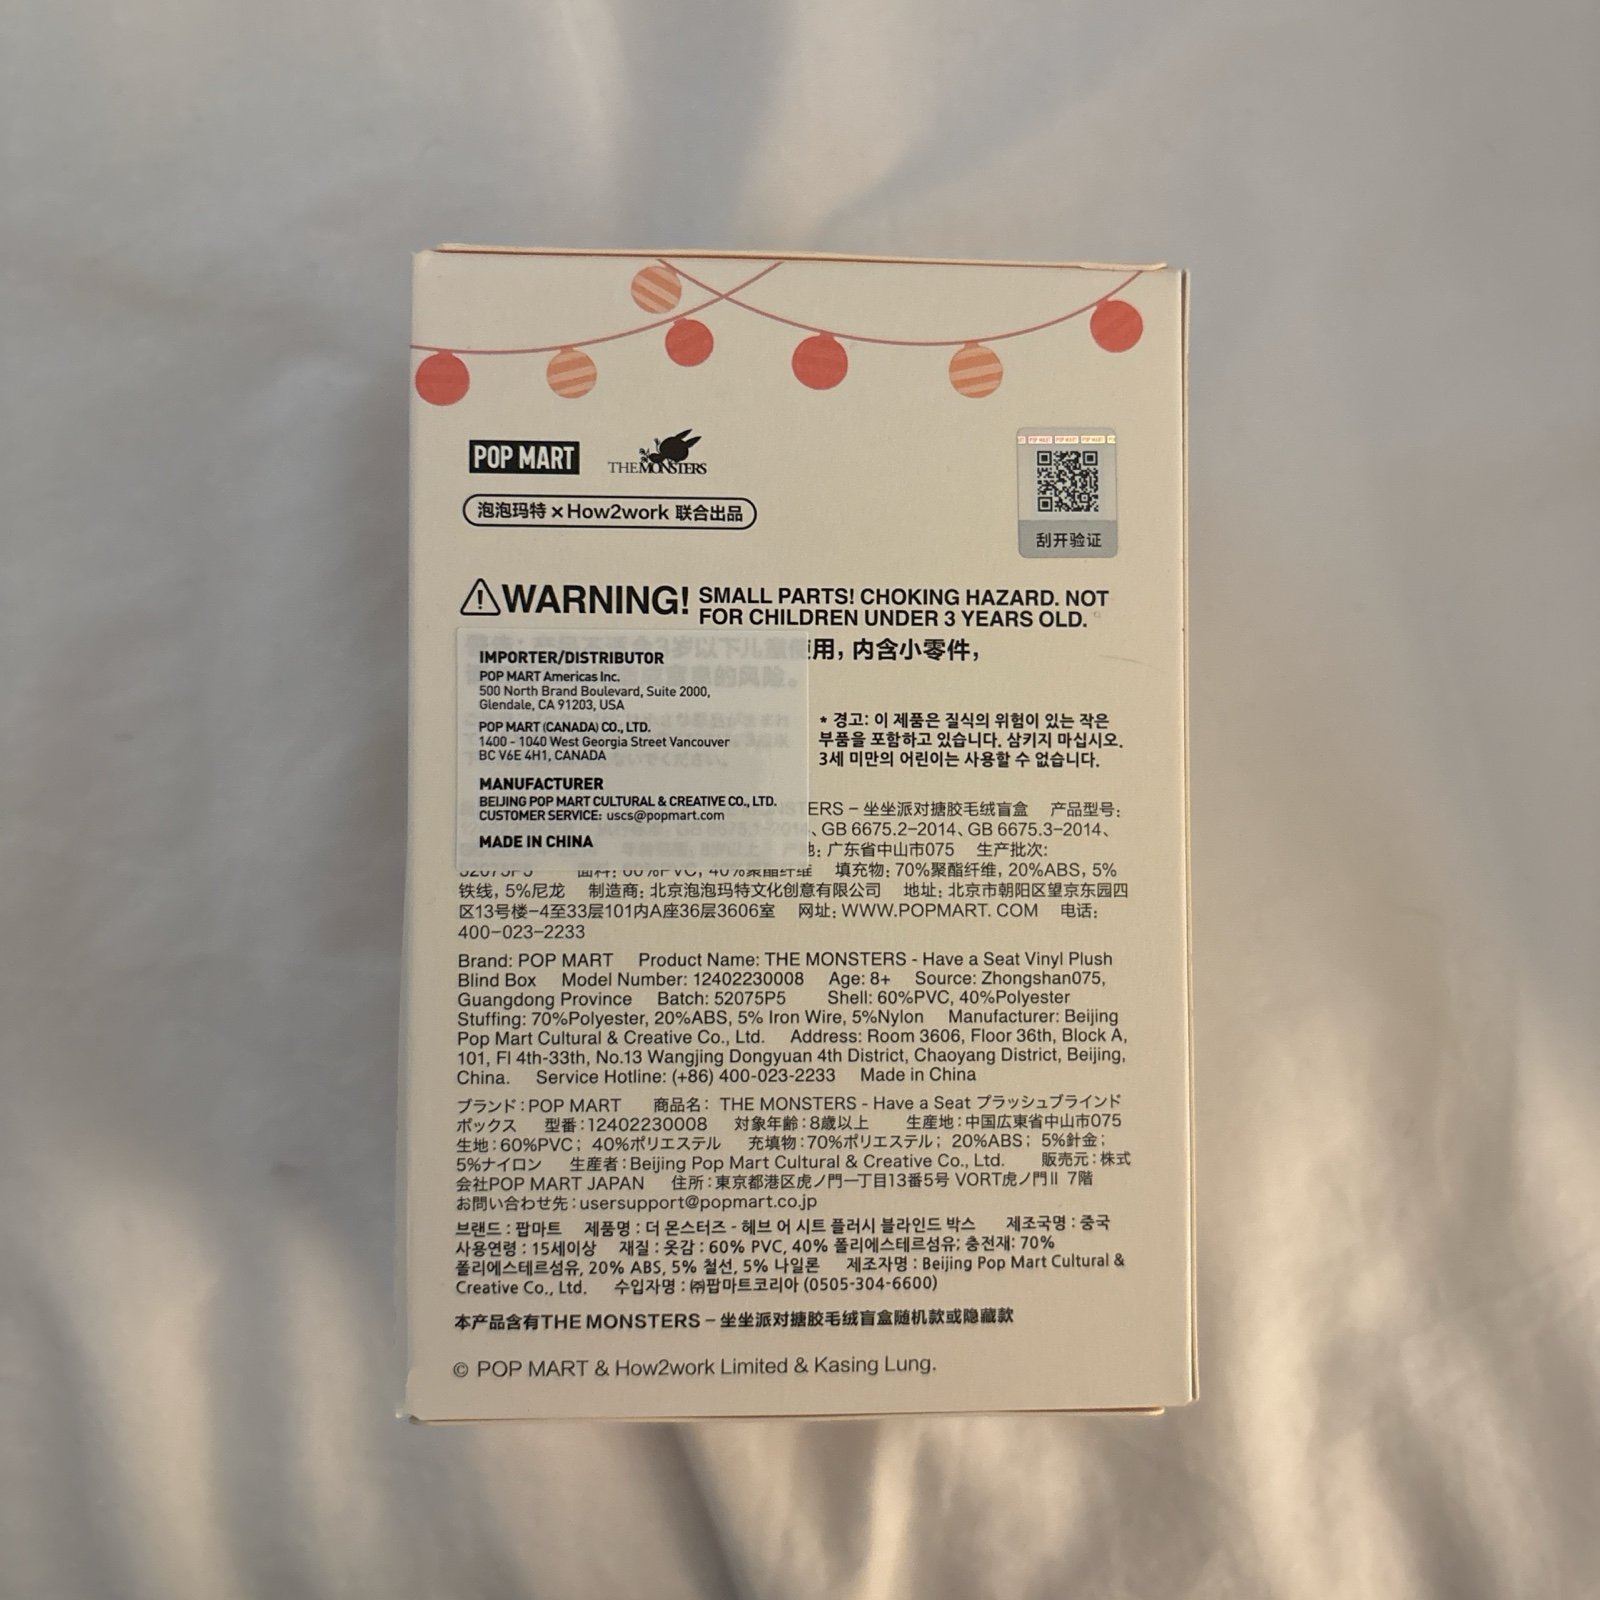 POP MART
THE MONSTERS
泡泡玛特×How2work 联合出品
POP MART POP MART POP MART
刮开验证
WARNING! SMALL PARTS! CHOKING HAZARD. NOT
FOR CHILDREN UNDER 3 YEARS OLD.
用，内含小零件，
的风险。
IMPORTER/DISTRIBUTOR
POP MART Americas Inc.
500 North Brand Boulevard, Suite 2000,
Glendale, CA 91203, USA
POP MART (CANADA) CO., LTD.
1400 - 1040 West Georgia Street Vancouver
BC V6E 4H1, CANADA
MANUFACTURER
BEIJING POP MART CULTURAL & CREATIVE CO., LTD.
CUSTOMER SERVICE: uscs@popmart.com
MADE IN CHINA
* 경고: 이 제품은 질식의 위험이 있는 작은
부품을 포함하고 있습니다. 삼키지 마십시오.
3세 미만의 어린이는 사용할 수 없습니다.
ERS – 坐坐派对搪胶毛绒盲盒 产品型号:
、GB 6675.2–2014、GB 6675.3–2014、
广东省中山市075 生产批次:
52075P5 面料: 60%PVC, 40%聚酯纤维 填充物: 70%聚酯纤维, 20%ABS, 5%
铁线, 5%尼龙 制造商: 北京泡泡玛特文化创意有限公司 地址: 北京市朝阳区望京东园四
区13号楼–4至33层101内A座36层3606室 网址: WWW.POPMART. COM 电话:
400–023–2233
Brand: POP MART Product Name: THE MONSTERS - Have a Seat Vinyl Plush
Blind Box Model Number: 12402230008 Age: 8+ Source: Zhongshan075,
Guangdong Province Batch: 52075P5 Shell: 60%PVC, 40%Polyester
Stuffing: 70%Polyester, 20%ABS, 5% Iron Wire, 5%Nylon Manufacturer: Beijing
Pop Mart Cultural & Creative Co., Ltd. Address: Room 3606, Floor 36th, Block A,
101, Fl 4th-33th, No.13 Wangjing Dongyuan 4th District, Chaoyang District, Beijing,
China. Service Hotline: (+86) 400-023-2233 Made in China
ブランド：POP MART 商品名： THE MONSTERS - Have a Seat プラッシュブラインド
ボックス 型番：12402230008 対象年齢：8歳以上 生産地：中国広東省中山市075
生地：60%PVC； 40%ポリエステル 充填物：70%ポリエステル； 20%ABS； 5%針金；
5%ナイロン 生産者：Beijing Pop Mart Cultural & Creative Co., Ltd. 販売元：株式
会社POP MART JAPAN 住所：東京都港区虎ノ門一丁目13番5号 VORT虎ノ門Ⅱ 7階
お問い合わせ先：usersupport@popmart.co.jp
브랜드 : 팝마트 제품명 : 더 몬스터즈 - 헤브 어 시트 플러시 블라인드 박스 제조국명 : 중국
사용연령 : 15세이상 재질 : 옷감 : 60% PVC, 40% 폴리에스테르섬유; 충전재: 70%
폴리에스테르섬유, 20% ABS, 5% 철선, 5% 나일론 제조자명 : Beijing Pop Mart Cultural &
Creative Co., Ltd. 수입자명 : ㈜팝마트코리아 (0505-304-6600)
本产品含有THE MONSTERS – 坐坐派对搪胶毛绒盲盒随机款或隐藏款
© POP MART & How2work Limited & Kasing Lung.